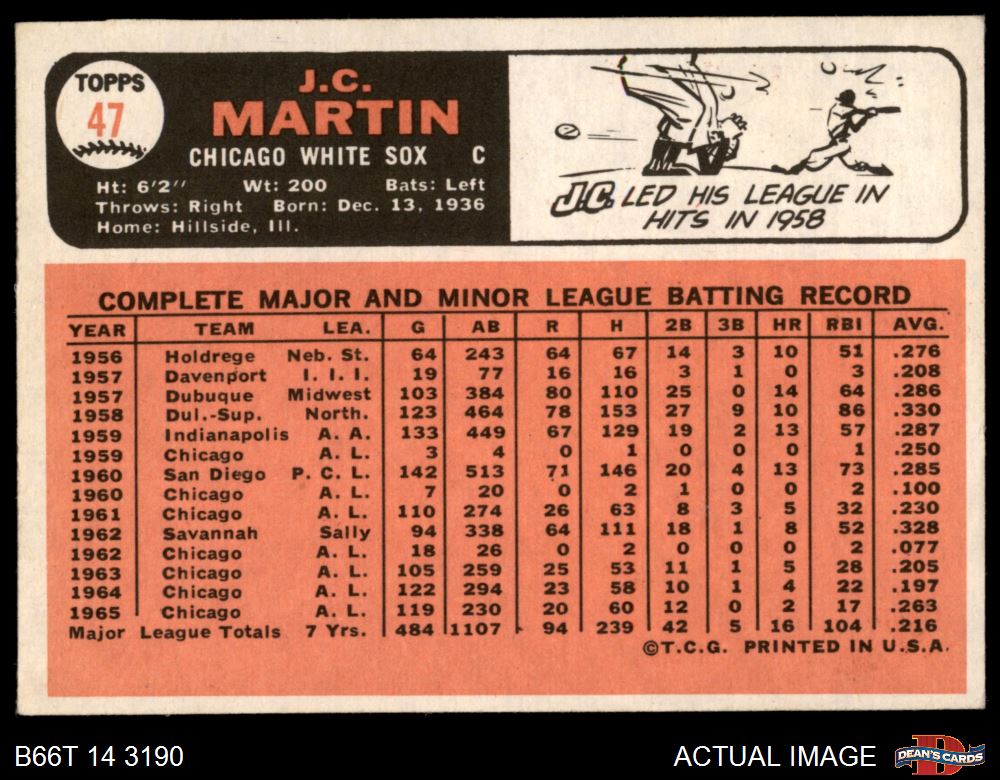 TOPPS
47
J.C.
MARTIN
CHICAGO WHITE SOX C
Ht: 6'2" Wt: 200 Bats: Left
Throws: Right Born: Dec. 13, 1936
Home: Hillside, Ill.
J.C. LED HIS LEAGUE IN
HITS IN 1958
COMPLETE MAJOR AND MINOR LEAGUE BATTING RECORD
YEAR TEAM LEA. G AB R H 2B 3B HR RBI AVG.
1956 Holdrege Neb. St. 64 243 64 67 14 3 10 51 .276
1957 Davenport I. I. I. 19 77 16 16 3 1 0 3 .208
1957 Dubuque Midwest 103 384 80 110 25 0 14 64 .286
1958 Dul.-Sup. North. 123 464 78 153 27 9 10 86 .330
1959 Indianapolis A. A. 133 449 67 129 19 2 13 57 .287
1959 Chicago A. L. 3 4 0 1 0 0 0 1 .250
1960 San Diego P. C. L. 142 513 71 146 20 4 13 73 .285
1960 Chicago A. L. 7 20 0 2 1 0 0 2 .100
1961 Chicago A. L. 110 274 26 63 8 3 5 32 .230
1962 Savannah Sally 94 338 64 111 18 1 8 52 .328
1962 Chicago A. L. 18 26 0 2 0 0 0 2 .077
1963 Chicago A. L. 105 259 25 53 11 1 5 28 .205
1964 Chicago A. L. 122 294 23 58 10 1 4 22 .197
1965 Chicago A. L. 119 230 20 60 12 0 2 17 .263
Major League Totals 7 Yrs. 484 1107 94 239 42 5 16 104 .216
©T.C.G. PRINTED IN U.S.A.
B66T 14 3190
ACTUAL IMAGE
DEAN'S CARDS